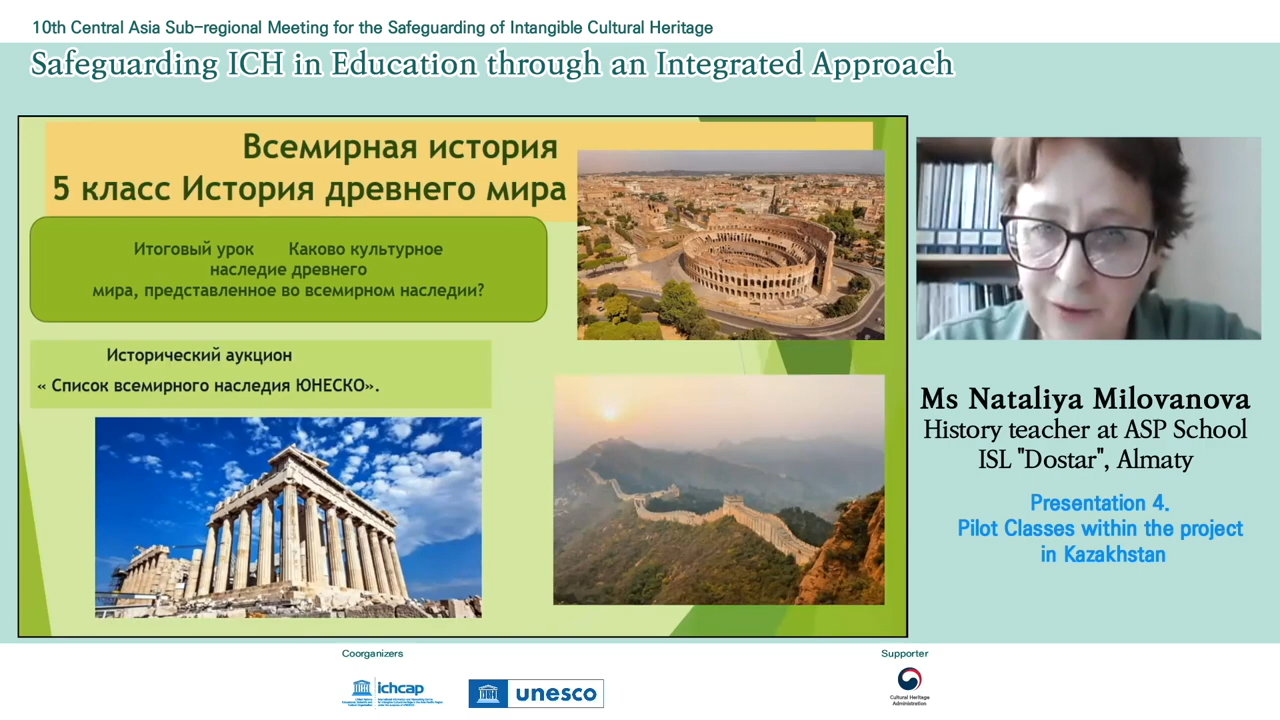 10th Central Asia Sub-regional Meeting for the Safeguarding of Intangible Cultural Heritage
Safeguarding ICH in Education through an Integrated Approach
Всемирная история
5 класс История древнего мира
Итоговый урок Каково культурное
наследие древнего
мира, представленное во всемирном наследии?
Исторический аукцион
« Список всемирного наследия ЮНЕСКО».
Ms Nataliya Milovanova
History teacher at ASP School
ISL "Dostar", Almaty
Presentation 4.
Pilot Classes within the project
in Kazakhstan
Coorganizers
ichcap
unesco
Supporter
Cultural Heritage
Administration